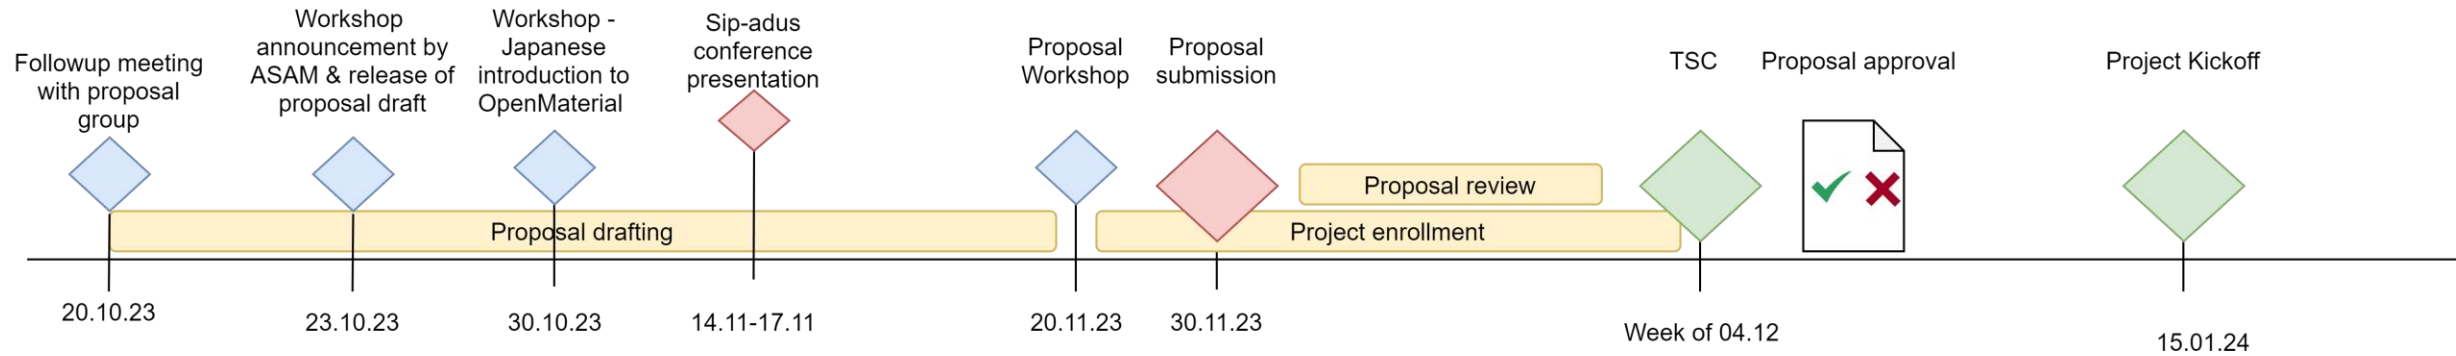 Followup meeting
with proposal
group
Workshop
announcement by
ASAM & release of
proposal draft
Workshop -
Japanese
introduction to
OpenMaterial
Sip-adus
conference
presentation
Proposal
Workshop
Proposal
submission
TSC
Proposal approval
Project Kickoff
Proposal review
Proposal drafting
Project enrollment
20.10.23
23.10.23
30.10.23
14.11-17.11
20.11.23
30.11.23
Week of 04.12
15.01.24